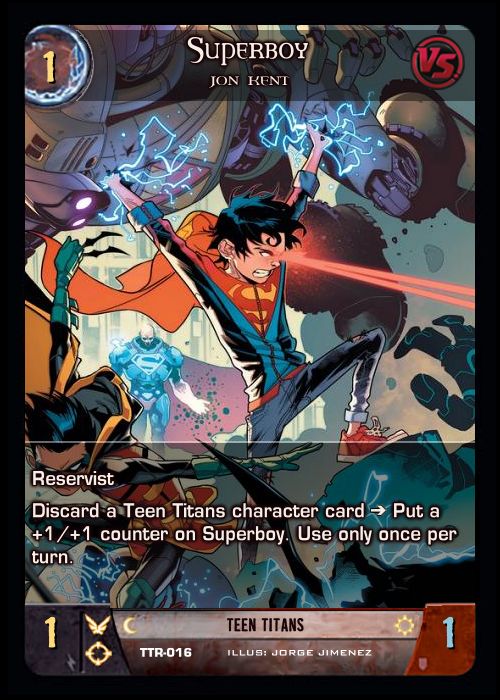 1
Superboy
Jon Kent
VS
Reservist
Discard a Teen Titans character card ➔ Put a
+1/+1 counter on Superboy. Use only once per
turn.
1
TEEN TITANS
1
TTR-016
ILLUS: JORGE JIMENEZ